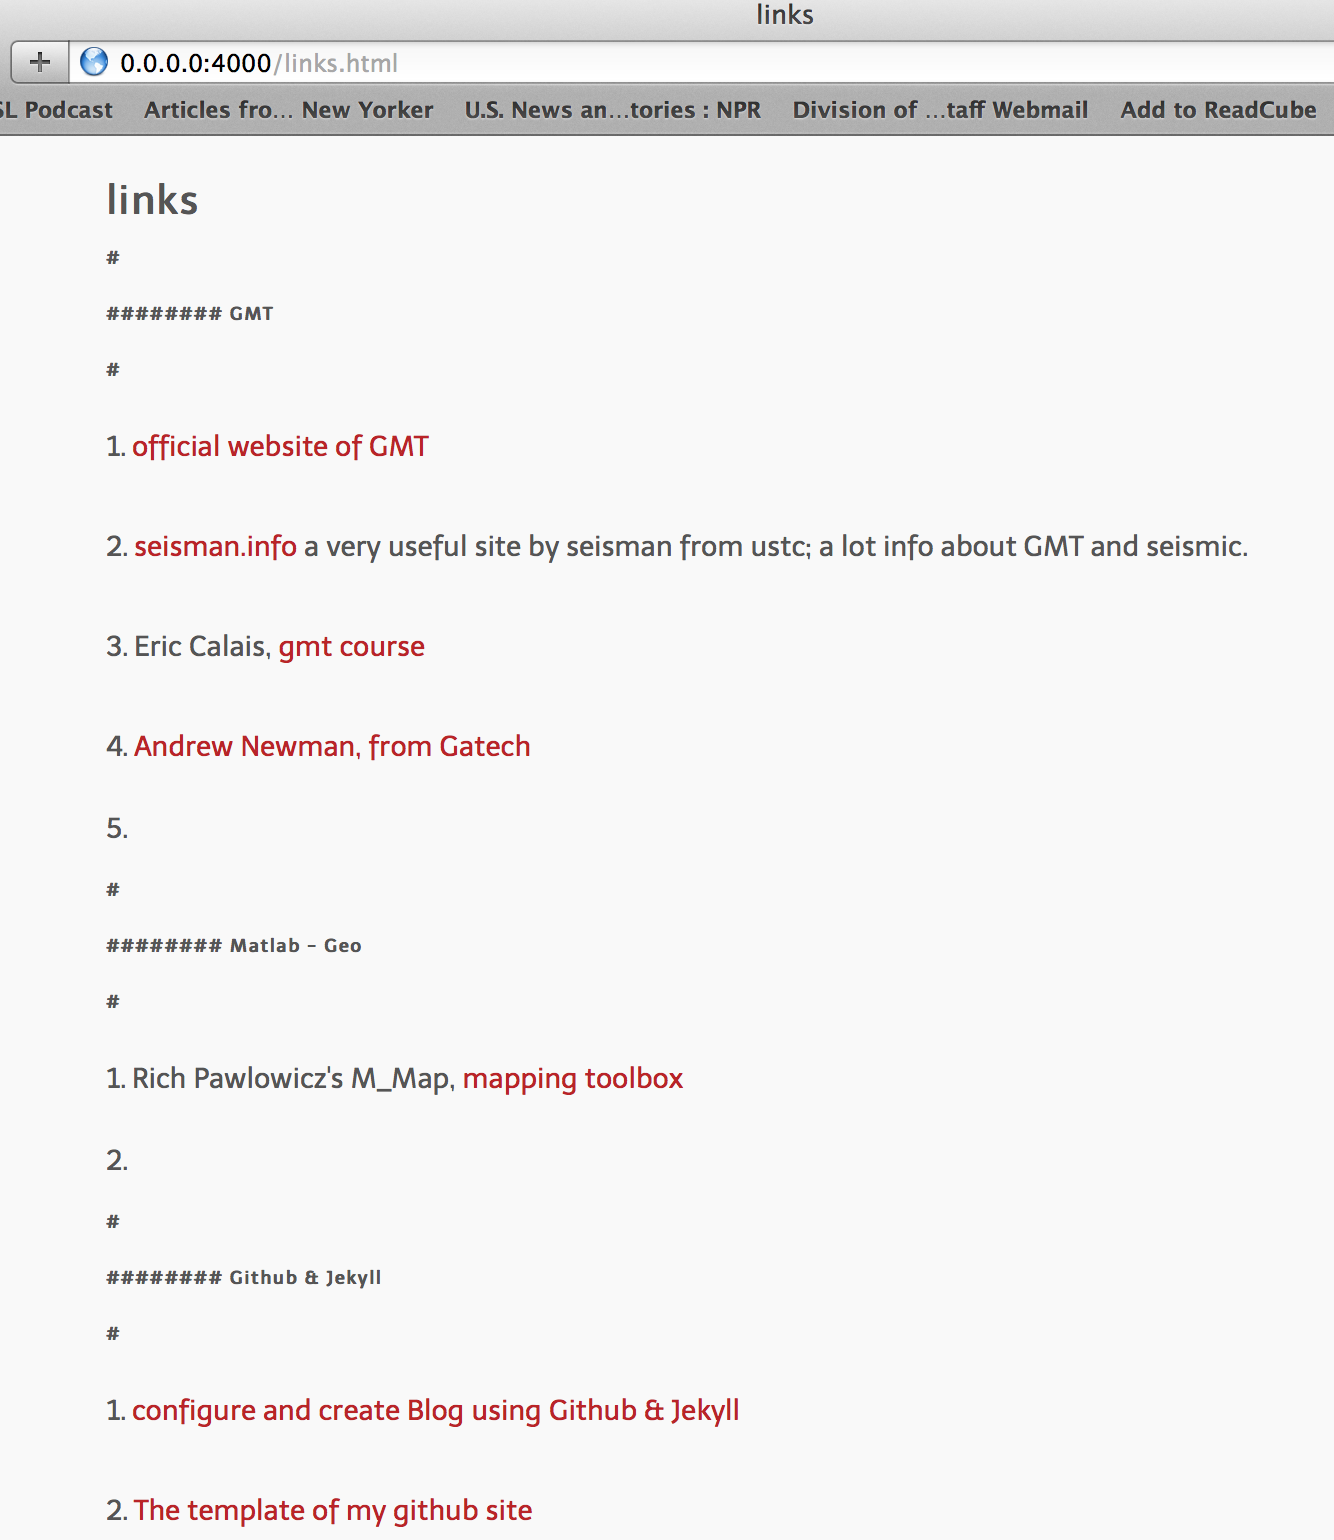 links
0.0.0.0:4000/links.html
SL Podcast Articles fro... New Yorker U.S. News an...tories : NPR Division of ...taff Webmail Add to ReadCube
links
#
######## GMT
#
1. official website of GMT
2. seisman.info a very useful site by seisman from ustc; a lot info about GMT and seismic.
3. Eric Calais, gmt course
4. Andrew Newman, from Gatech
5.
#
######## Matlab - Geo
#
1. Rich Pawlowicz's M_Map, mapping toolbox
2.
#
######## Github & Jekyll
#
1. configure and create Blog using Github & Jekyll
2. The template of my github site